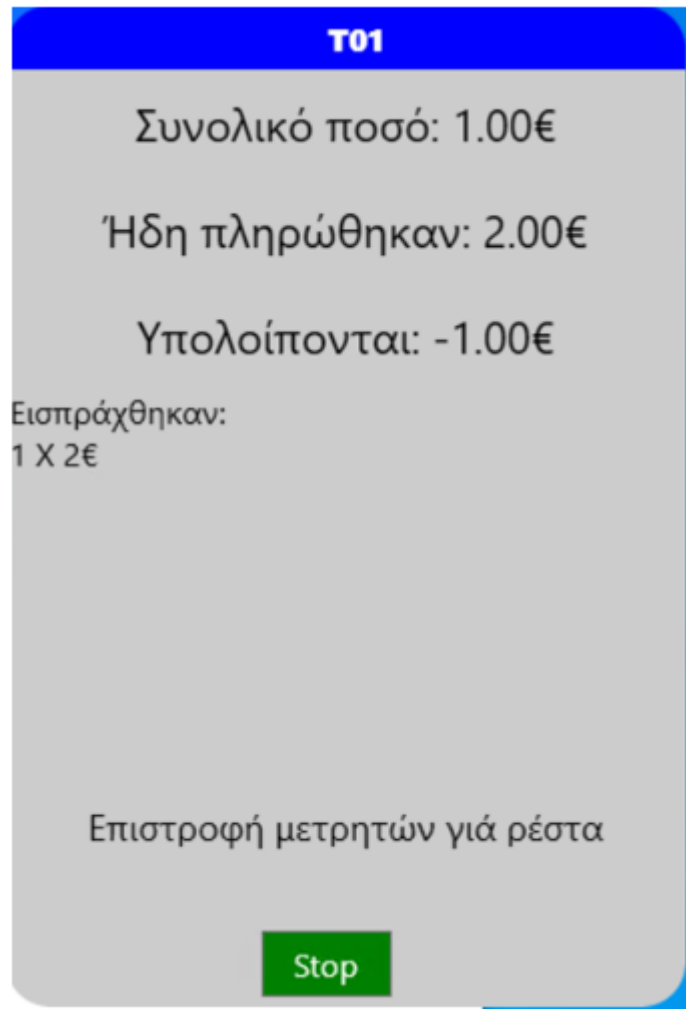 T01
Συνολικό ποσό: 1.00€
Ήδη πληρώθηκαν: 2.00€
Υπολοίπονται: -1.00€
Εισπράχθηκαν:
1 X 2€
Επιστροφή μετρητών γιά ρέστα
Stop